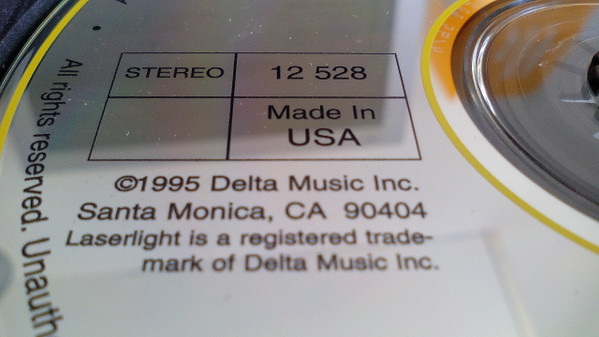 STEREO 12 528
Made In
USA
©1995 Delta Music Inc.
Santa Monica, CA 90404
Laserlight is a registered trade-
mark of Delta Music Inc.
All rights reserved.